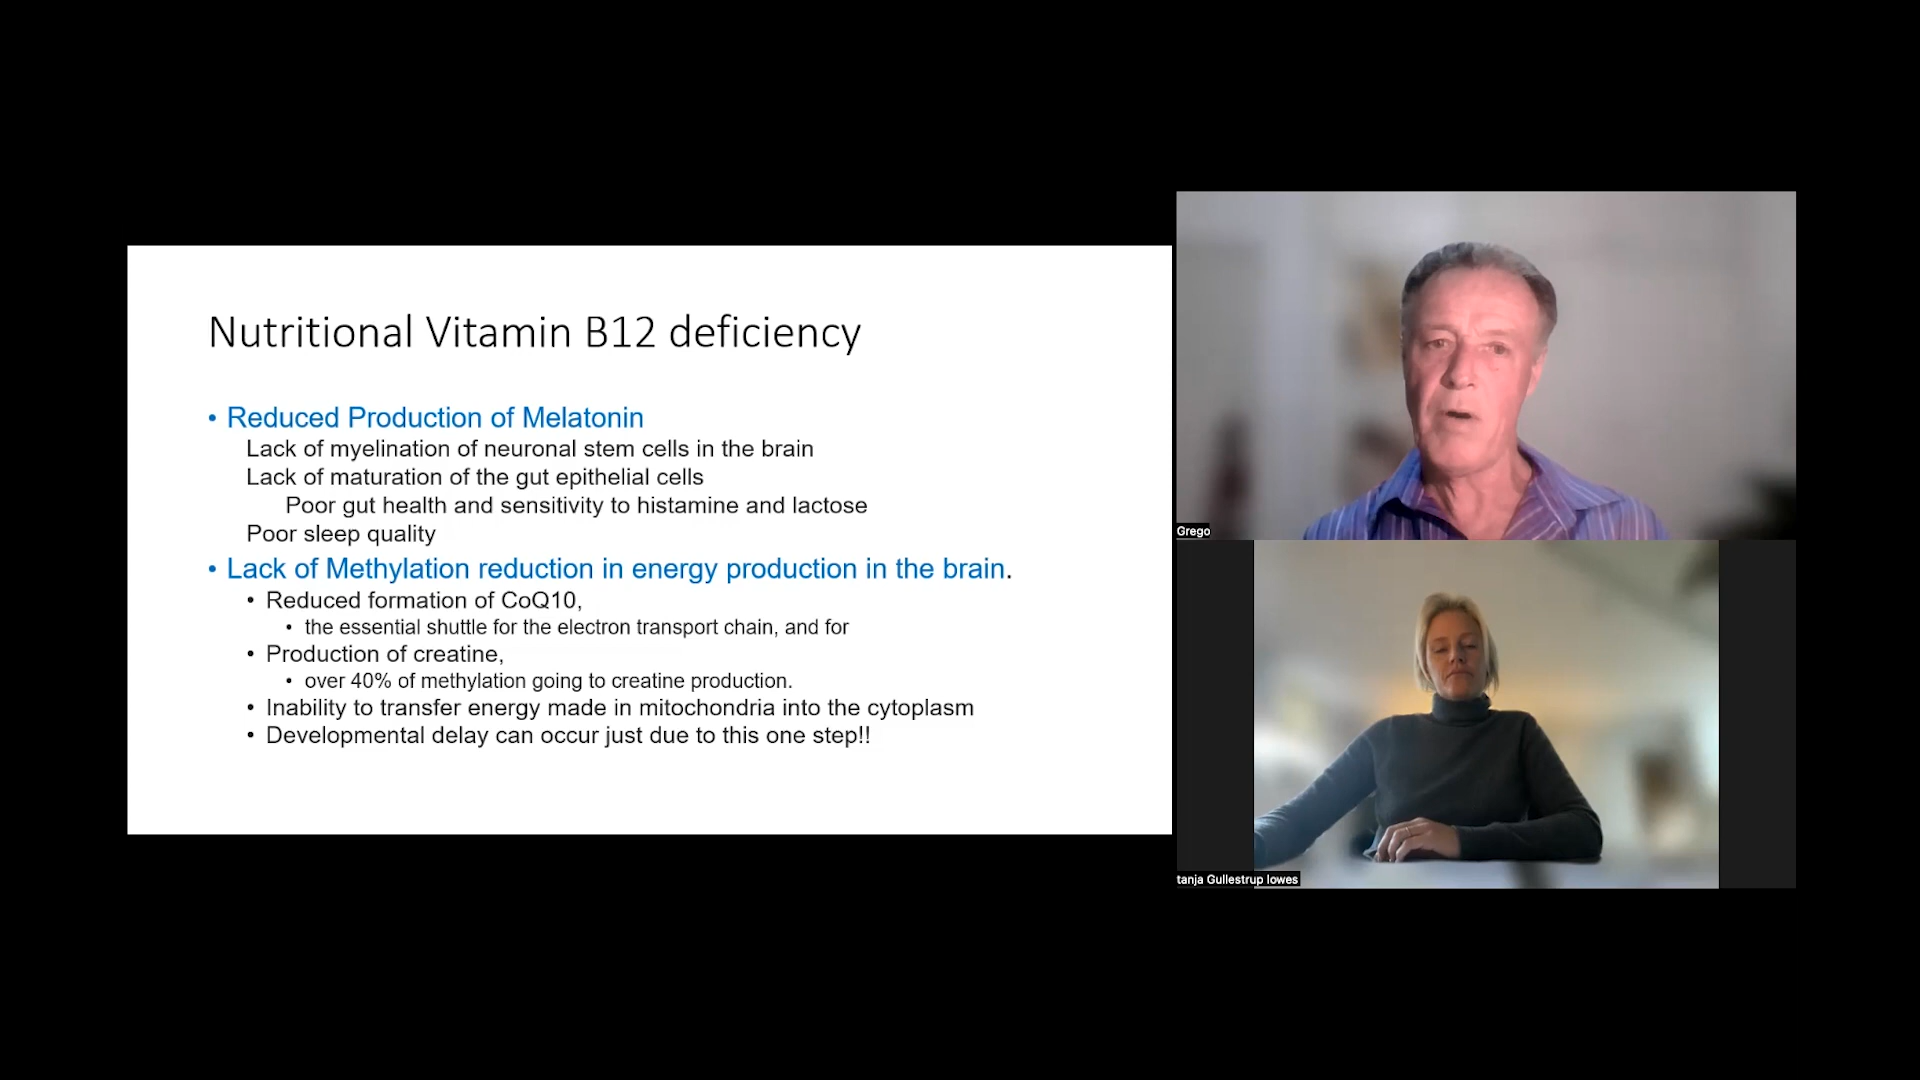 Nutritional Vitamin B12 deficiency
• Reduced Production of Melatonin
Lack of myelination of neuronal stem cells in the brain
Lack of maturation of the gut epithelial cells
Poor gut health and sensitivity to histamine and lactose
Poor sleep quality
• Lack of Methylation reduction in energy production in the brain.
• Reduced formation of CoQ10,
• the essential shuttle for the electron transport chain, and for
• Production of creatine,
• over 40% of methylation going to creatine production.
• Inability to transfer energy made in mitochondria into the cytoplasm
• Developmental delay can occur just due to this one step!!
Grego
tanja Gullestrup lowes